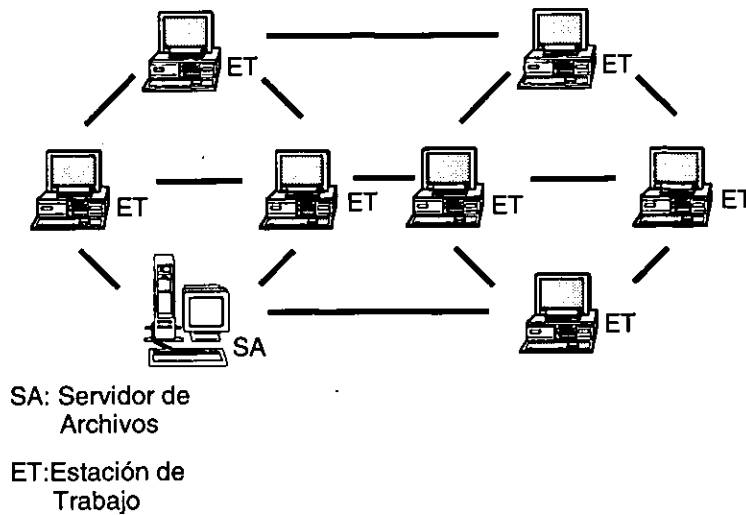 ET
ET
ET
ET
ET
ET
SA
ET
SA: Servidor de
Archivos
ET:Estación de
Trabajo